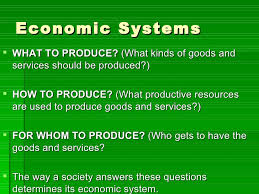 Economic Systems
WHAT TO PRODUCE? (What kinds of goods and
services should be produced?)
HOW TO PRODUCE? (What productive resources
are used to produce goods and services?)
FOR WHOM TO PRODUCE? (Who gets to have the
goods and services?
The way a society answers these questions
determines its economic system.